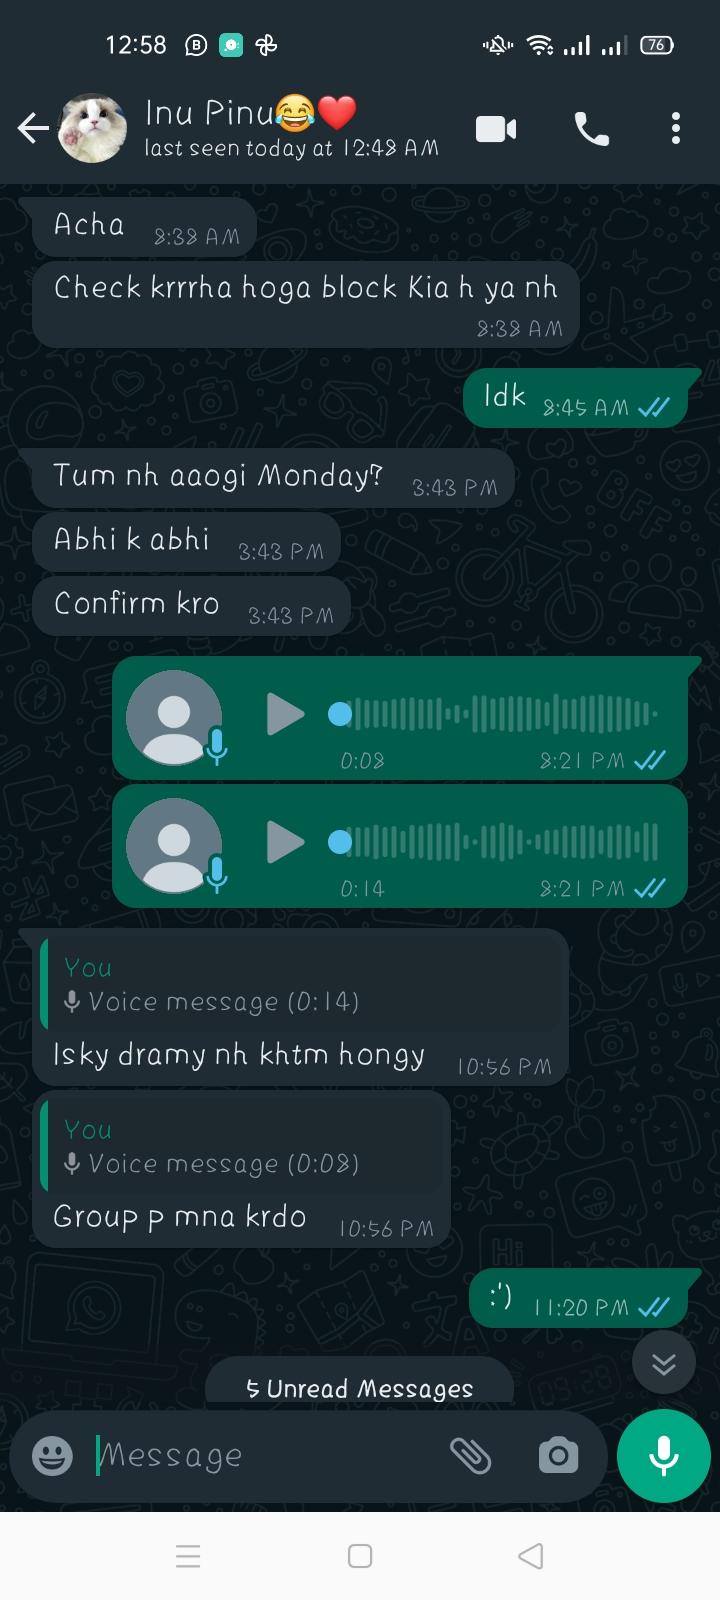 12:58
B
76
Inu Pinu😂❤️
last seen today at 12:48 AM
Acha 8:38 AM
Check krrrha hoga block Kia h ya nh
8:38 AM
Idk 8:45 AM
Tum nh aaogi Monday? 3:43 PM
Abhi k abhi 3:43 PM
Confirm kro 3:43 PM
0:08 8:21 PM
0:14 8:21 PM
You
Voice message (0:14)
Isky dramy nh khtm hongy 10:56 PM
You
Voice message (0:08)
Group p mna krdo 10:56 PM
:') 11:20 PM
5 Unread Messages
Message